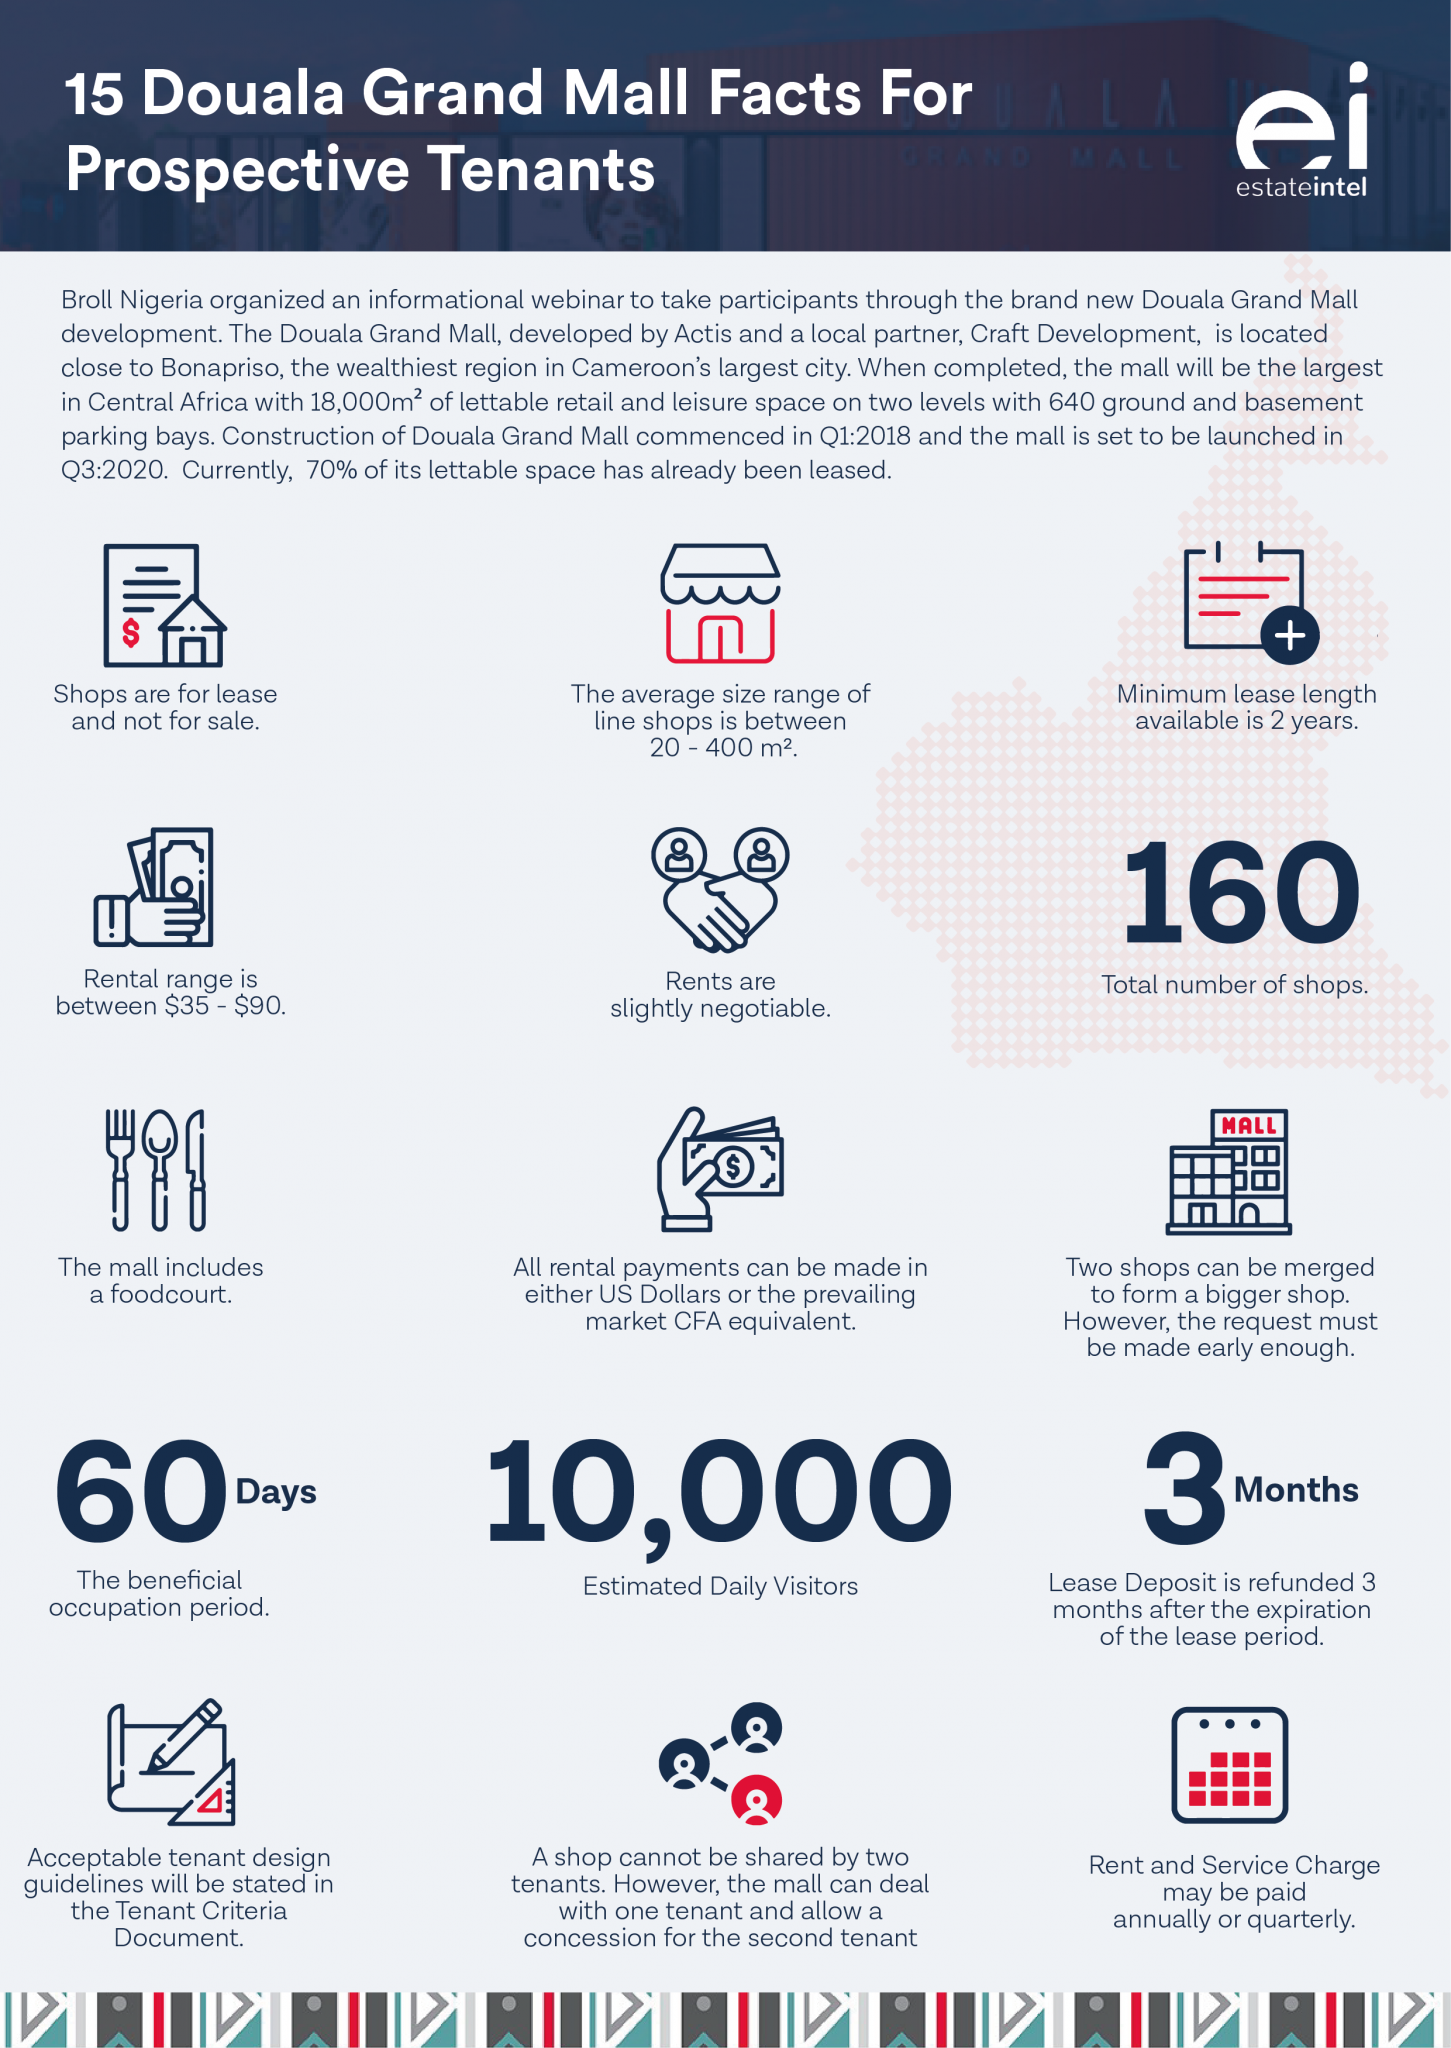 15 Douala Grand Mall Facts For
Prospective Tenants
DOUALA
GRAND MALL
ei
estateintel
Broll Nigeria organized an informational webinar to take participants through the brand new Douala Grand Mall
development. The Douala Grand Mall, developed by Actis and a local partner, Craft Development, is located
close to Bonapriso, the wealthiest region in Cameroon's largest city. When completed, the mall will be the largest
in Central Africa with 18,000m² of lettable retail and leisure space on two levels with 640 ground and basement
parking bays. Construction of Douala Grand Mall commenced in Q1:2018 and the mall is set to be launched in
Q3:2020. Currently, 70% of its lettable space has already been leased.
$
Shops are for lease
and not for sale.
The average size range of
line shops is between
20 - 400 m².
Minimum lease length
available is 2 years.
Rental range is
between $35 - $90.
Rents are
slightly negotiable.
160
Total number of shops.
The mall includes
a foodcourt.
$
All rental payments can be made in
either US Dollars or the prevailing
market CFA equivalent.
MALL
Two shops can be merged
to form a bigger shop.
However, the request must
be made early enough.
60 Days
The beneficial
occupation period.
10,000
Estimated Daily Visitors
3 Months
Lease Deposit is refunded 3
months after the expiration
of the lease period.
Acceptable tenant design
guidelines will be stated in
the Tenant Criteria
Document.
A shop cannot be shared by two
tenants. However, the mall can deal
with one tenant and allow a
concession for the second tenant
Rent and Service Charge
may be paid
annually or quarterly.